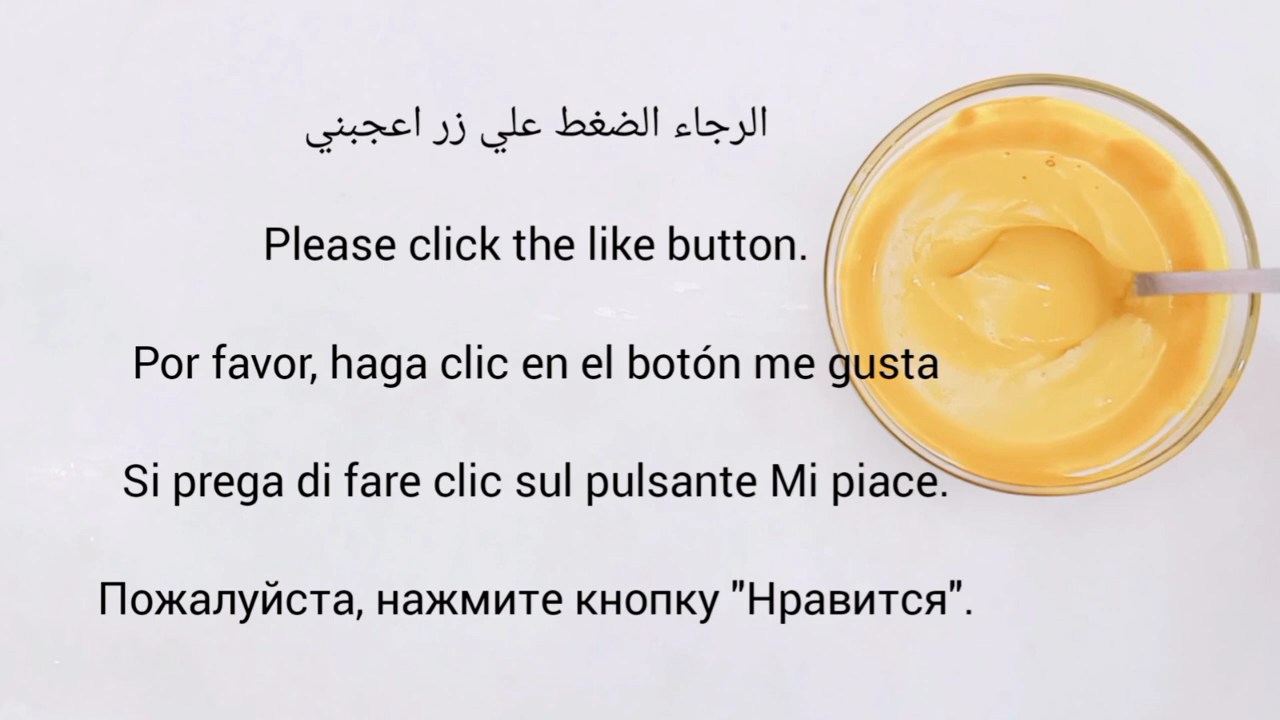 الرجاء الضغط علي زر اعجبني
Please click the like button.
Por favor, haga clic en el botón me gusta
Si prega di fare clic sul pulsante Mi piace.
Пожалуйста, нажмите кнопку "Нравится".